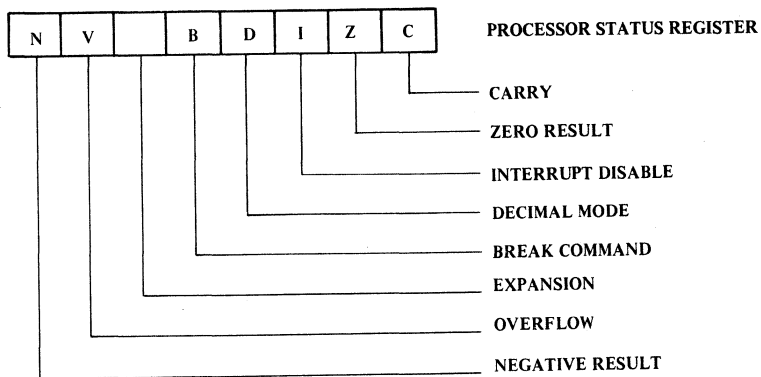 N V B D I Z C PROCESSOR STATUS REGISTER
CARRY
ZERO RESULT
INTERRUPT DISABLE
DECIMAL MODE
BREAK COMMAND
EXPANSION
OVERFLOW
NEGATIVE RESULT